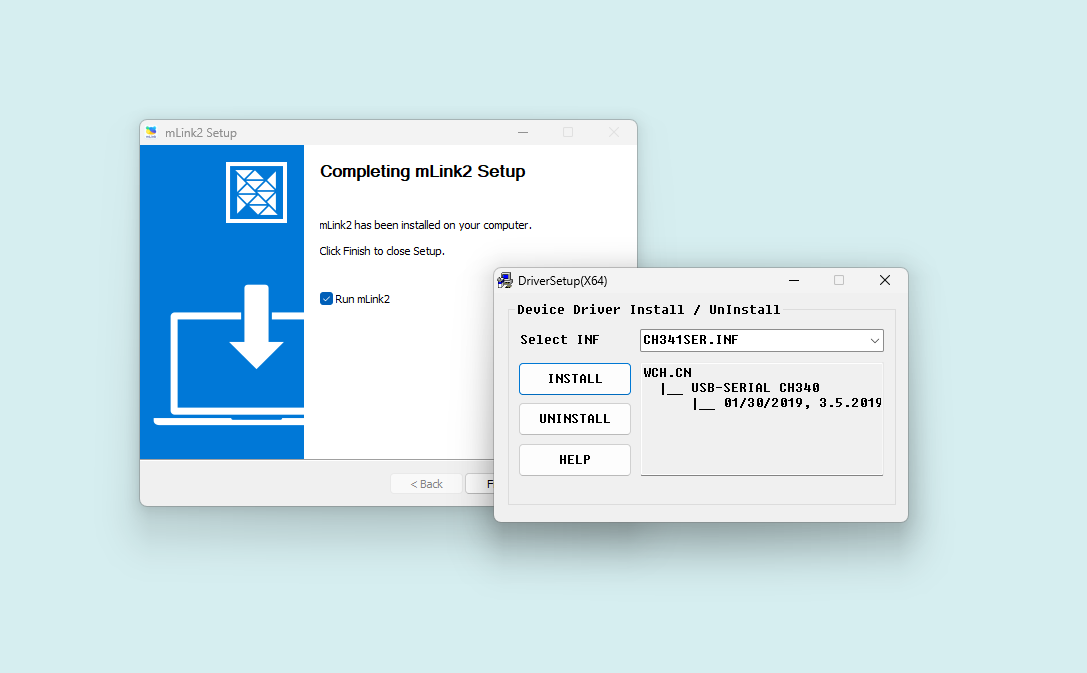 mLink2 Setup
Completing mLink2 Setup
mLink2 has been installed on your computer.
Click Finish to close Setup.
Run mLink2
< Back
DriverSetup(X64)
Device Driver Install / UnInstall
Select INF
CH341SER.INF
INSTALL
UNINSTALL
HELP
WCH.CN
|__ USB-SERIAL CH340
|__ 01/30/2019, 3.5.2019